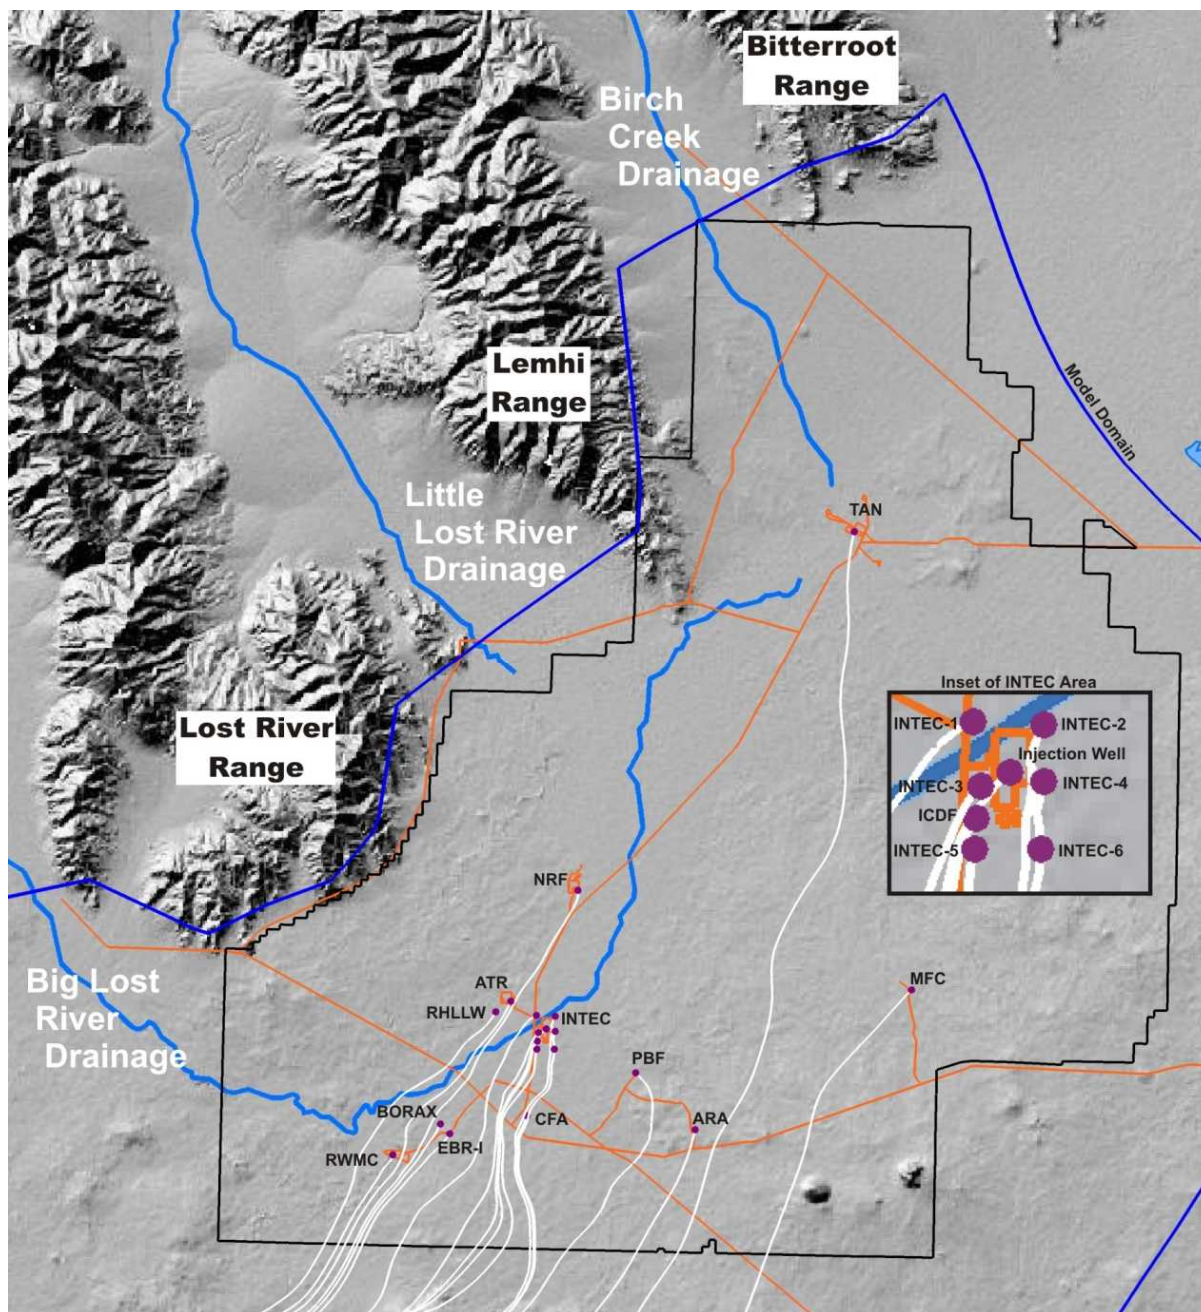 Bitterroot
Range
Birch
Creek
Drainage
Lemhi
Range
Model Domain
Little
Lost River
Drainage
TAN
Lost River
Range
Inset of INTEC Area
INTEC-1
INTEC-2
Injection Well
INTEC-3
INTEC-4
ICDF
INTEC-5
INTEC-6
NRF
Big Lost
River
Drainage
ATR
RHLLW
INTEC
MFC
PBF
BORAX
CFA
ARA
EBR-I
RWMC